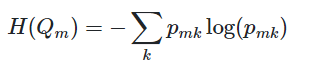 H(Q_m) = -\sum_k p_{mk} \log(p_{mk})